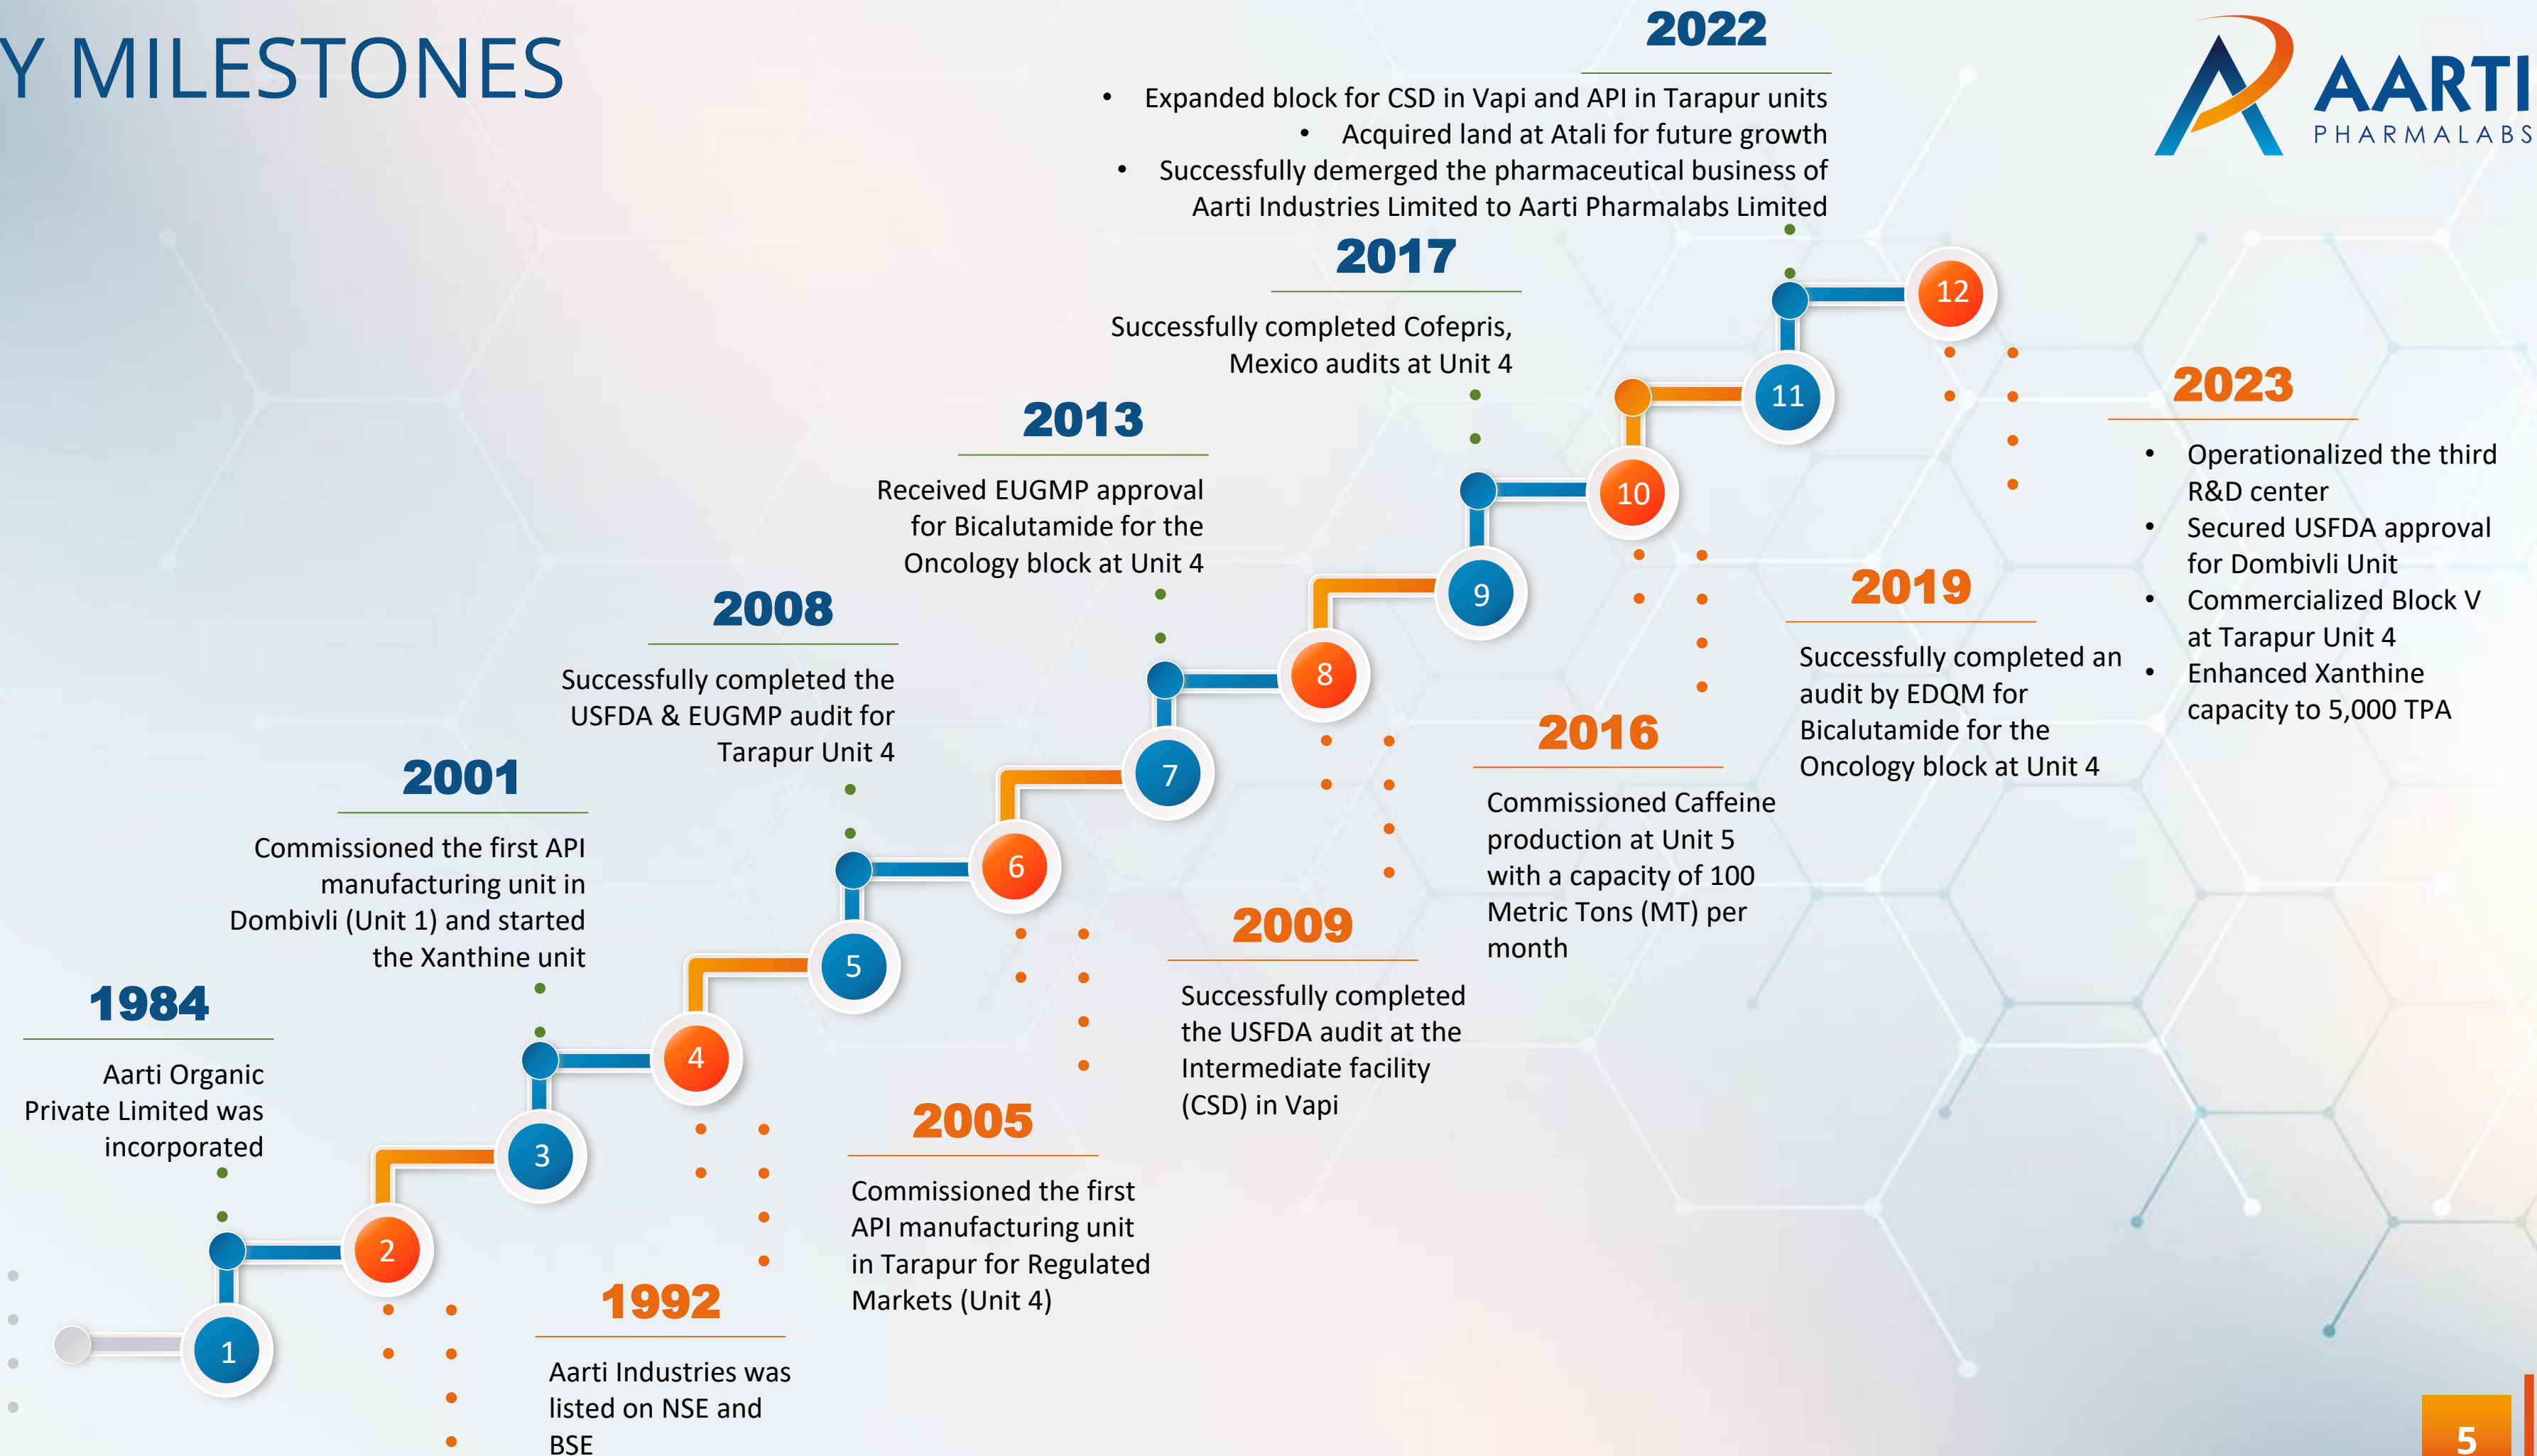 Y MILESTONES
AARTI
PHARMALABS
2022
• Expanded block for CSD in Vapi and API in Tarapur units
• Acquired land at Atali for future growth
• Successfully demerged the pharmaceutical business of
Aarti Industries Limited to Aarti Pharmalabs Limited
2017
Successfully completed Cofepris,
Mexico audits at Unit 4
2013
Received EUGMP approval
for Bicalutamide for the
Oncology block at Unit 4
2008
Successfully completed the
USFDA & EUGMP audit for
Tarapur Unit 4
2001
Commissioned the first API
manufacturing unit in
Dombivli (Unit 1) and started
the Xanthine unit
1984
Aarti Organic
Private Limited was
incorporated
1
2
3
4
5
6
7
8
9
10
11
12
1992
Aarti Industries was
listed on NSE and
BSE
2005
Commissioned the first
API manufacturing unit
in Tarapur for Regulated
Markets (Unit 4)
2009
Successfully completed
the USFDA audit at the
Intermediate facility
(CSD) in Vapi
2016
Commissioned Caffeine
production at Unit 5
with a capacity of 100
Metric Tons (MT) per
month
2019
Successfully completed an
audit by EDQM for
Bicalutamide for the
Oncology block at Unit 4
2023
• Operationalized the third
R&D center
• Secured USFDA approval
for Dombivli Unit
• Commercialized Block V
at Tarapur Unit 4
• Enhanced Xanthine
capacity to 5,000 TPA
5